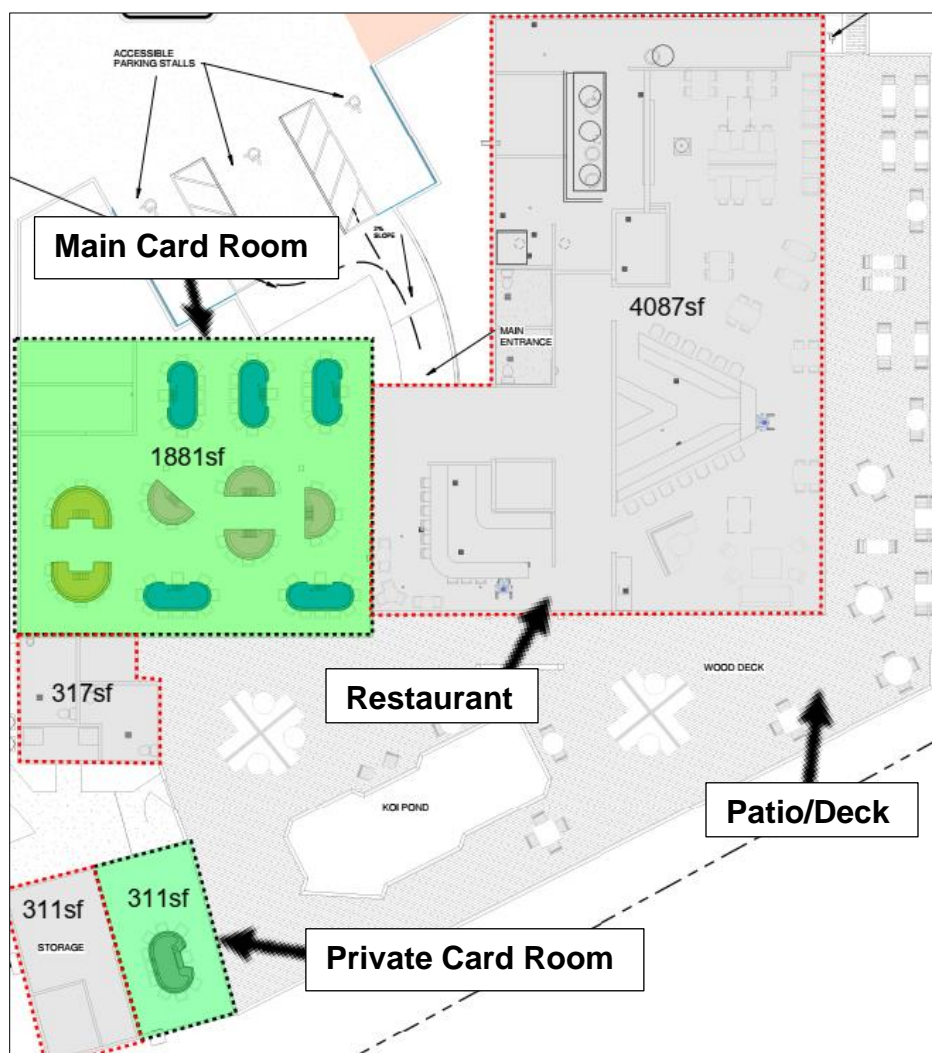 ACCESSIBLE
PARKING STALLS
2%
SLOPE
Main Card Room
4087sf
MAIN
ENTRANCE
1881sf
317sf
Restaurant
WOOD DECK
KOI POND
Patio/Deck
311sf
311sf
STORAGE
Private Card Room